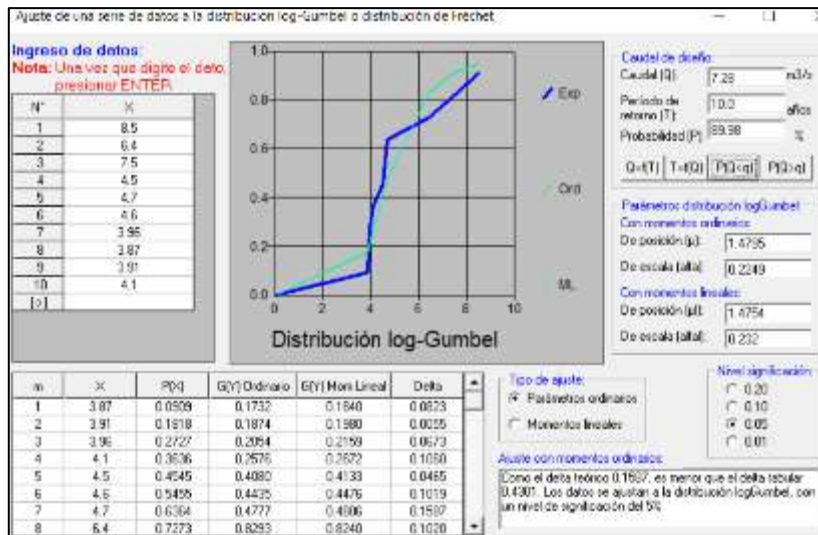 Ajuste de una serie de datos a la distribución log-Gumbel o distribución de Fréchet
Ingreso de datos:
Nota: Una vez que digite el dato,
presionar ENTER
N° X
1 8.5
2 6.4
3 7.5
4 4.5
5 4.7
6 4.6
7 3.96
8 3.87
9 3.91
10 4.1
1.0
0.8
0.6
0.4
0.2
0.0
0 2 4 6 8 10
Exp
Ord
ML
Distribución log-Gumbel
Caudal de diseño:
Caudal (Q): 7.28 m3/s
Período de
retorno (T): 10.0 años
Probabilidad (P): 89.98 %
Q=f(T) T=f(Q) P(Q<q) P(Q>q)
Parámetros distribución logGumbel
Con momentos ordinarios:
De posición (µ): 1.4795
De escala (alfa): 0.2249
Con momentos lineales:
De posición (µl): 1.4754
De escala (alfal): 0.232
m X P(X) G(Y) Ordinario G(Y) Mom Lineal Delta
1 3.87 0.0909 0.1732 0.1840 0.0823
2 3.91 0.1818 0.1874 0.1980 0.0055
3 3.96 0.2727 0.2054 0.2159 0.0673
4 4.1 0.3636 0.2576 0.2672 0.1060
5 4.5 0.4545 0.4080 0.4133 0.0465
6 4.6 0.5455 0.4435 0.4476 0.1019
7 4.7 0.6364 0.4777 0.4806 0.1587
8 6.4 0.7273 0.8293 0.8240 0.1020
Tipo de ajuste:
Parámetros ordinarios
Momentos lineales
Nivel significación:
0.20
0.10
0.05
0.01
Ajuste con momentos ordinarios:
Como el delta teórico 0.1587, es menor que el delta tabular
0.4301. Los datos se ajustan a la distribución logGumbel, con
un nivel de significación del 5%